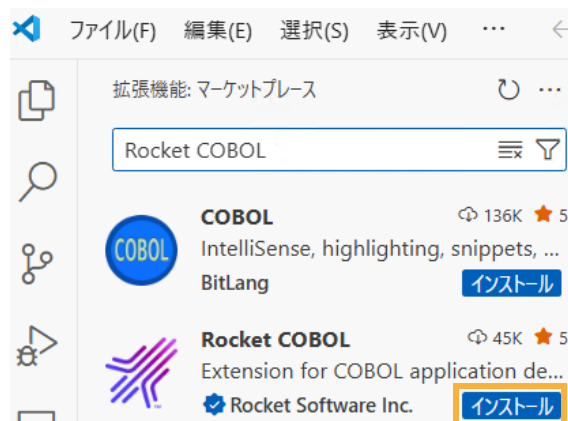 ファイル(F) 編集(E) 選択(S) 表示(V) …
拡張機能: マーケットプレース …
Rocket COBOL
COBOL 136K 5
COBOL
IntelliSense, highlighting, snippets, ...
BitLang インストール
Rocket COBOL 45K 5
Extension for COBOL application de...
Rocket Software Inc. インストール